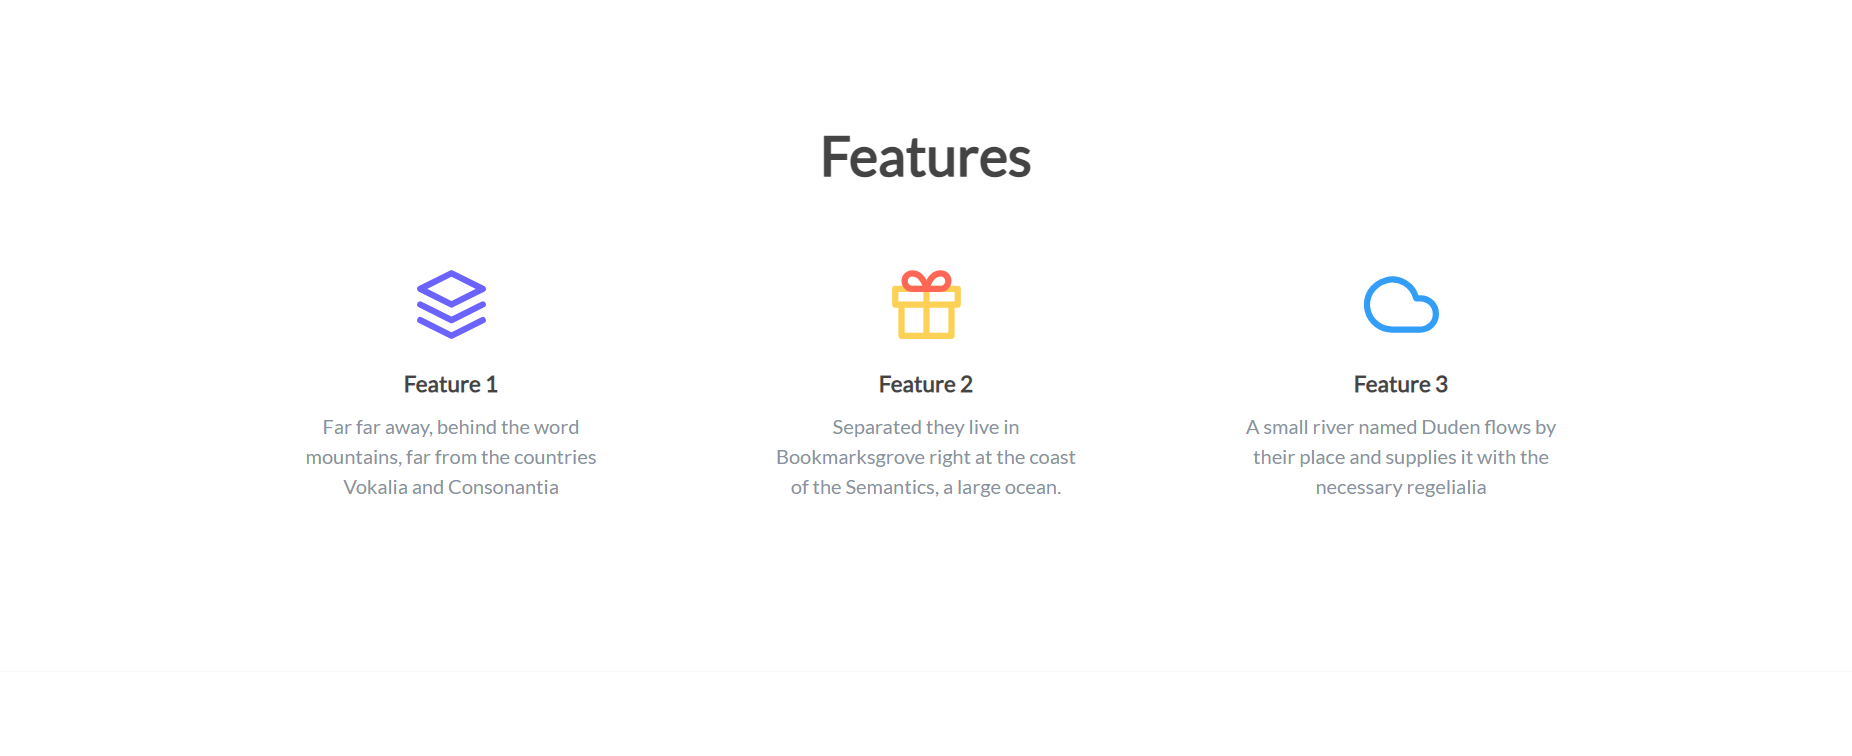 Features
Feature 1
Far far away, behind the word
mountains, far from the countries
Vokalia and Consonantia
Feature 2
Separated they live in
Bookmarksgrove right at the coast
of the Semantics, a large ocean.
Feature 3
A small river named Duden flows by
their place and supplies it with the
necessary regelialia